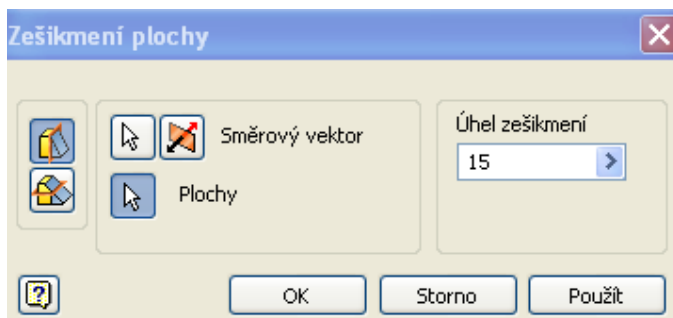 Zešikmení plochy
Směrový vektor
Plochy
Úhel zešikmení
15
OK
Storno
Použít